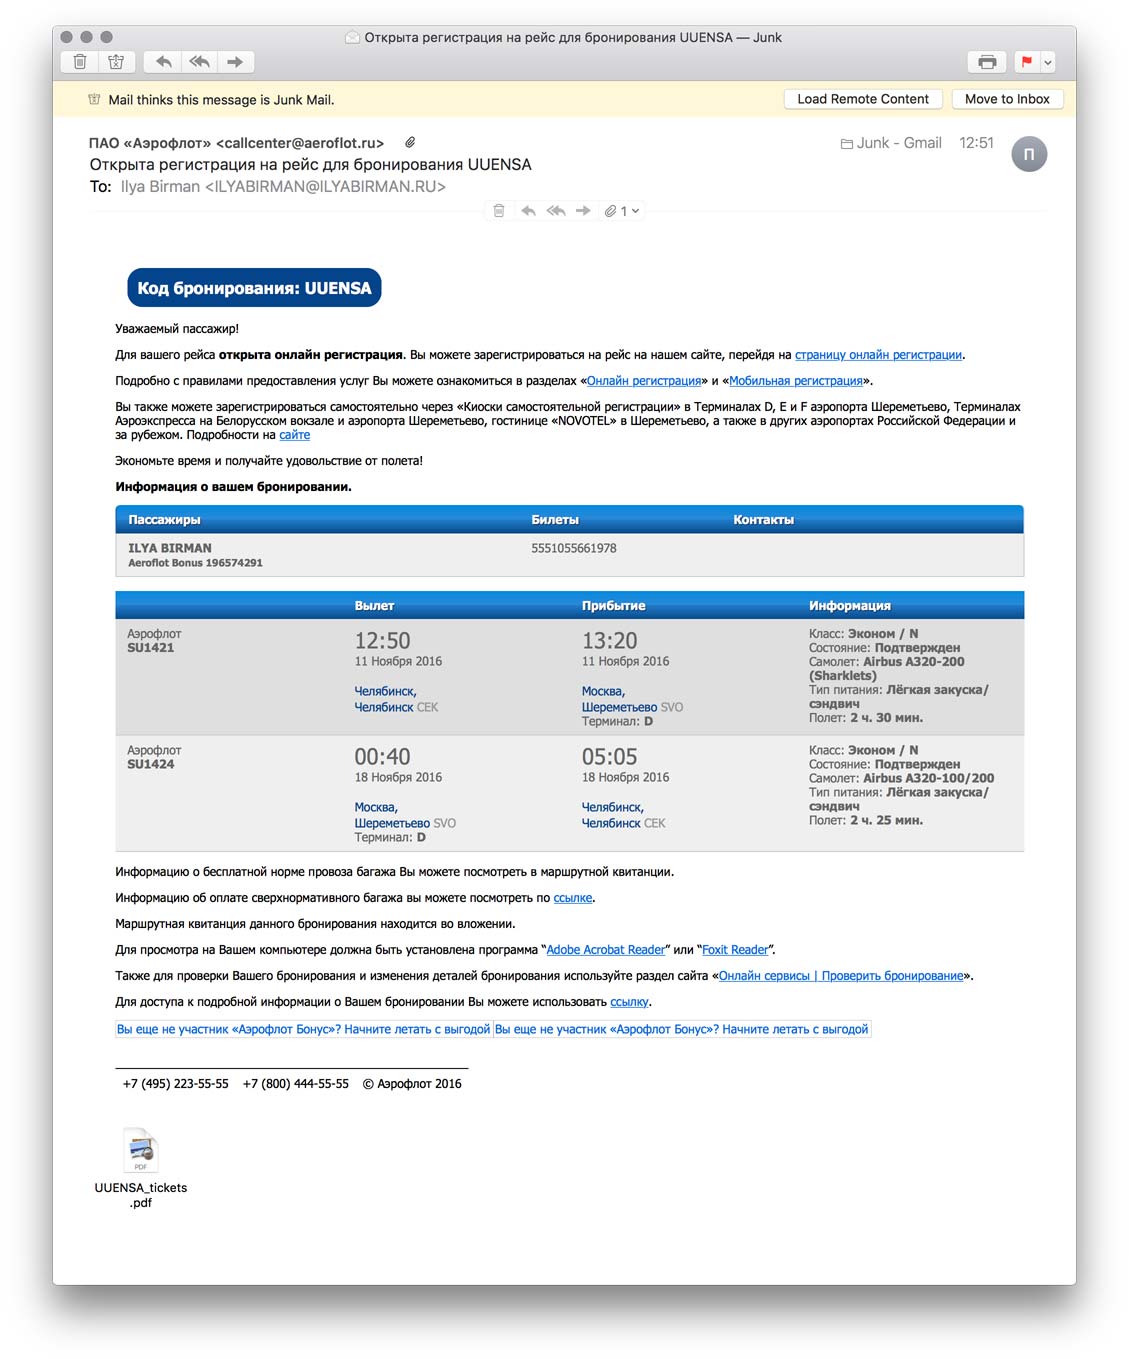 Открыта регистрация на рейс для бронирования UUENSA — Junk
Mail thinks this message is Junk Mail.
Load Remote Content
Move to Inbox
ПАО «Аэрофлот» <callcenter@aeroflot.ru>
Junk - Gmail 12:51
П
Открыта регистрация на рейс для бронирования UUENSA
To: Ilya Birman <ILYABIRMAN@ILYABIRMAN.RU>
1
Код бронирования: UUENSA
Уважаемый пассажир!
Для вашего рейса открыта онлайн регистрация. Вы можете зарегистрироваться на рейс на нашем сайте, перейдя на страницу онлайн регистрации.
Подробно с правилами предоставления услуг Вы можете ознакомиться в разделах «Онлайн регистрация» и «Мобильная регистрация».
Вы также можете зарегистрироваться самостоятельно через «Киоски самостоятельной регистрации» в Терминалах D, E и F аэропорта Шереметьево, Терминалах
Аэроэкспресса на Белорусском вокзале и аэропорта Шереметьево, гостинице «NOVOTEL» в Шереметьево, а также в других аэропортах Российской Федерации и
за рубежом. Подробности на сайте
Экономьте время и получайте удовольствие от полета!
Информация о вашем бронировании.
Пассажиры Билеты Контакты
ILYA BIRMAN 5551055661978
Aeroflot Bonus 196574291
Вылет Прибытие Информация
Аэрофлот
SU1421
12:50
11 Ноября 2016
Челябинск,
Челябинск CEK
13:20
11 Ноября 2016
Москва,
Шереметьево SVO
Терминал: D
Класс: Эконом / N
Состояние: Подтвержден
Самолет: Airbus A320-200
(Sharklets)
Тип питания: Лёгкая закуска/
сэндвич
Полет: 2 ч. 30 мин.
Аэрофлот
SU1424
00:40
18 Ноября 2016
Москва,
Шереметьево SVO
Терминал: D
05:05
18 Ноября 2016
Челябинск,
Челябинск CEK
Класс: Эконом / N
Состояние: Подтвержден
Самолет: Airbus A320-100/200
Тип питания: Лёгкая закуска/
сэндвич
Полет: 2 ч. 25 мин.
Информацию о бесплатной норме провоза багажа Вы можете посмотреть в маршрутной квитанции.
Информацию об оплате сверхнормативного багажа вы можете посмотреть по ссылке.
Маршрутная квитанция данного бронирования находится во вложении.
Для просмотра на Вашем компьютере должна быть установлена программа “Adobe Acrobat Reader” или “Foxit Reader”.
Также для проверки Вашего бронирования и изменения деталей бронирования используйте раздел сайта «Онлайн сервисы | Проверить бронирование».
Для доступа к подробной информации о Вашем бронировании Вы можете использовать ссылку.
Вы еще не участник «Аэрофлот Бонус»? Начните летать с выгодой Вы еще не участник «Аэрофлот Бонус»? Начните летать с выгодой
+7 (495) 223-55-55 +7 (800) 444-55-55 © Аэрофлот 2016
PDF
UUENSA_tickets
.pdf